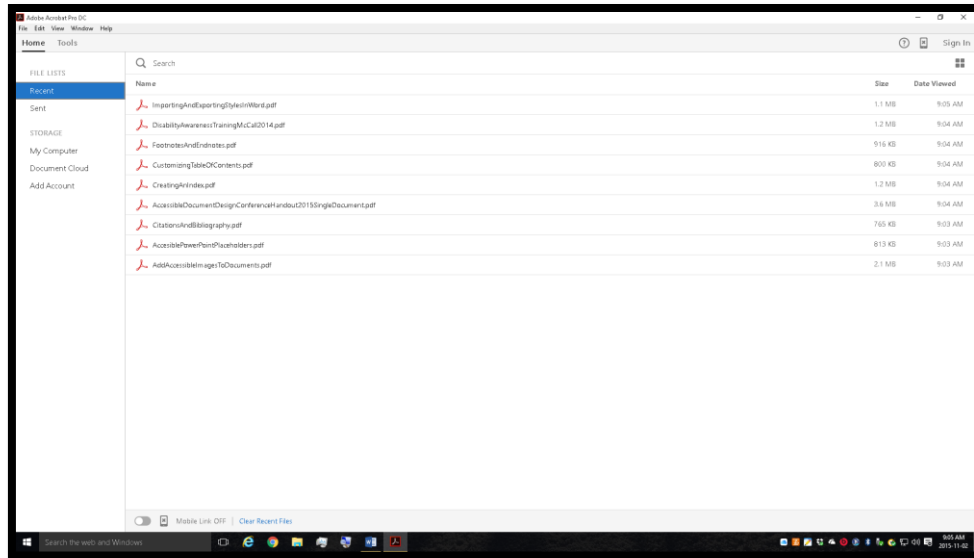 Adobe Acrobat Pro DC
File Edit View Window Help
Home Tools Sign In
Search
FILE LISTS
Recent
Sent
STORAGE
My Computer
Document Cloud
Add Account
Name Size Date Viewed
ImportingAndExportingStylesInWord.pdf 1.1 MB 9:05 AM
DisabilityAwarenessTrainingMcCall2014.pdf 1.2 MB 9:04 AM
FootnotesAndEndnotes.pdf 916 KB 9:04 AM
CustomizingTableOfContents.pdf 800 KB 9:04 AM
CreatingAnIndex.pdf 1.2 MB 9:04 AM
AccessibleDocumentDesignConferenceHandout2015SingleDocument.pdf 3.6 MB 9:04 AM
CitationsAndBibliography.pdf 765 KB 9:03 AM
AccesiblePowerPointPlaceholders.pdf 813 KB 9:03 AM
AddAccessibleImagesToDocuments.pdf 2.1 MB 9:03 AM
Mobile Link OFF | Clear Recent Files
Search the web and Windows
9:05 AM
2015-11-02